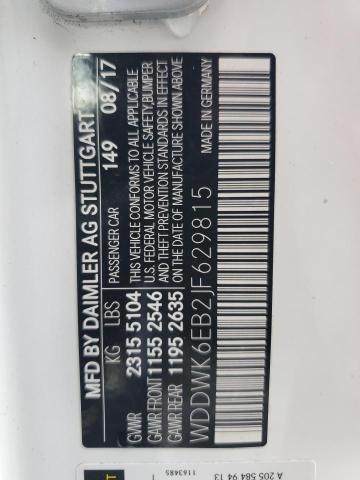 MFD BY DAIMLER AG STUTTGART
PASSENGER CAR 149 08/17
KG LBS
GVWR 2315 5104
GAWR FRONT 1155 2546
GAWR REAR 1195 2635
THIS VEHICLE CONFORMS TO ALL APPLICABLE
U.S. FEDERAL MOTOR VEHICLE SAFETY,BUMPER
AND THEFT PREVENTION STANDARDS IN EFFECT
ON THE DATE OF MANUFACTURE SHOWN ABOVE
MADE IN GERMANY
WDDWK6EB2JF629815
1163485 1
A 205 584 94 13